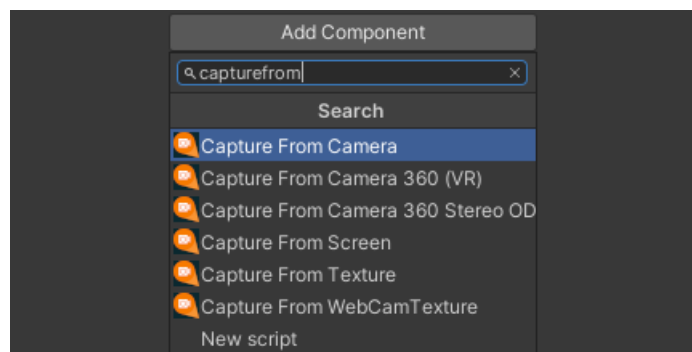 Add Component
capturefrom
Search
Capture From Camera
Capture From Camera 360 (VR)
Capture From Camera 360 Stereo OD
Capture From Screen
Capture From Texture
Capture From WebCamTexture
New script